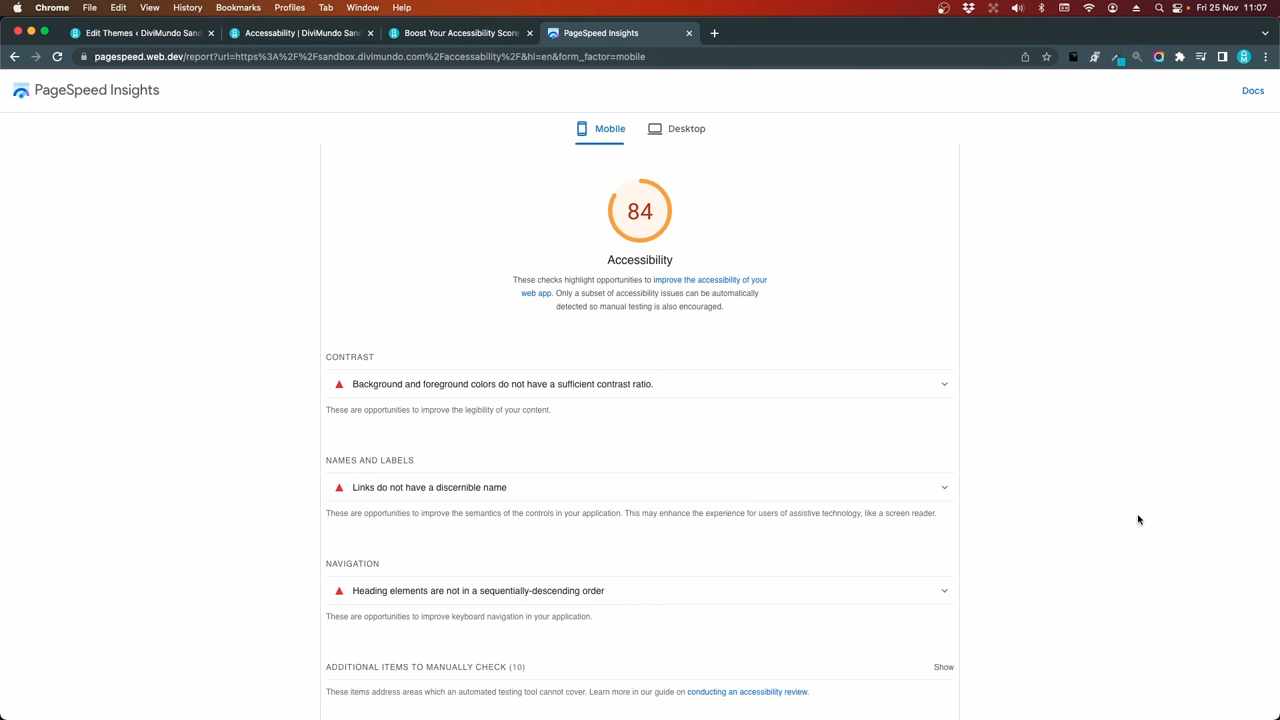 Chrome File Edit View History Bookmarks Profiles Tab Window Help Fri 25 Nov 11:07
Edit Themes ‹ DiviMundo Sand Accessability | DiviMundo Sand Boost Your Accessibility Score PageSpeed Insights
pagespeed.web.dev/report?url=https%3A%2F%2Fsandbox.divimundo.com%2Faccessability%2F&hl=en&form_factor=mobile
PageSpeed Insights Docs
Mobile Desktop
84
Accessibility
These checks highlight opportunities to improve the accessibility of your
web app. Only a subset of accessibility issues can be automatically
detected so manual testing is also encouraged.
CONTRAST
Background and foreground colors do not have a sufficient contrast ratio.
These are opportunities to improve the legibility of your content.
NAMES AND LABELS
Links do not have a discernible name
These are opportunities to improve the semantics of the controls in your application. This may enhance the experience for users of assistive technology, like a screen reader.
NAVIGATION
Heading elements are not in a sequentially-descending order
These are opportunities to improve keyboard navigation in your application.
ADDITIONAL ITEMS TO MANUALLY CHECK (10) Show
These items address areas which an automated testing tool cannot cover. Learn more in our guide on conducting an accessibility review.